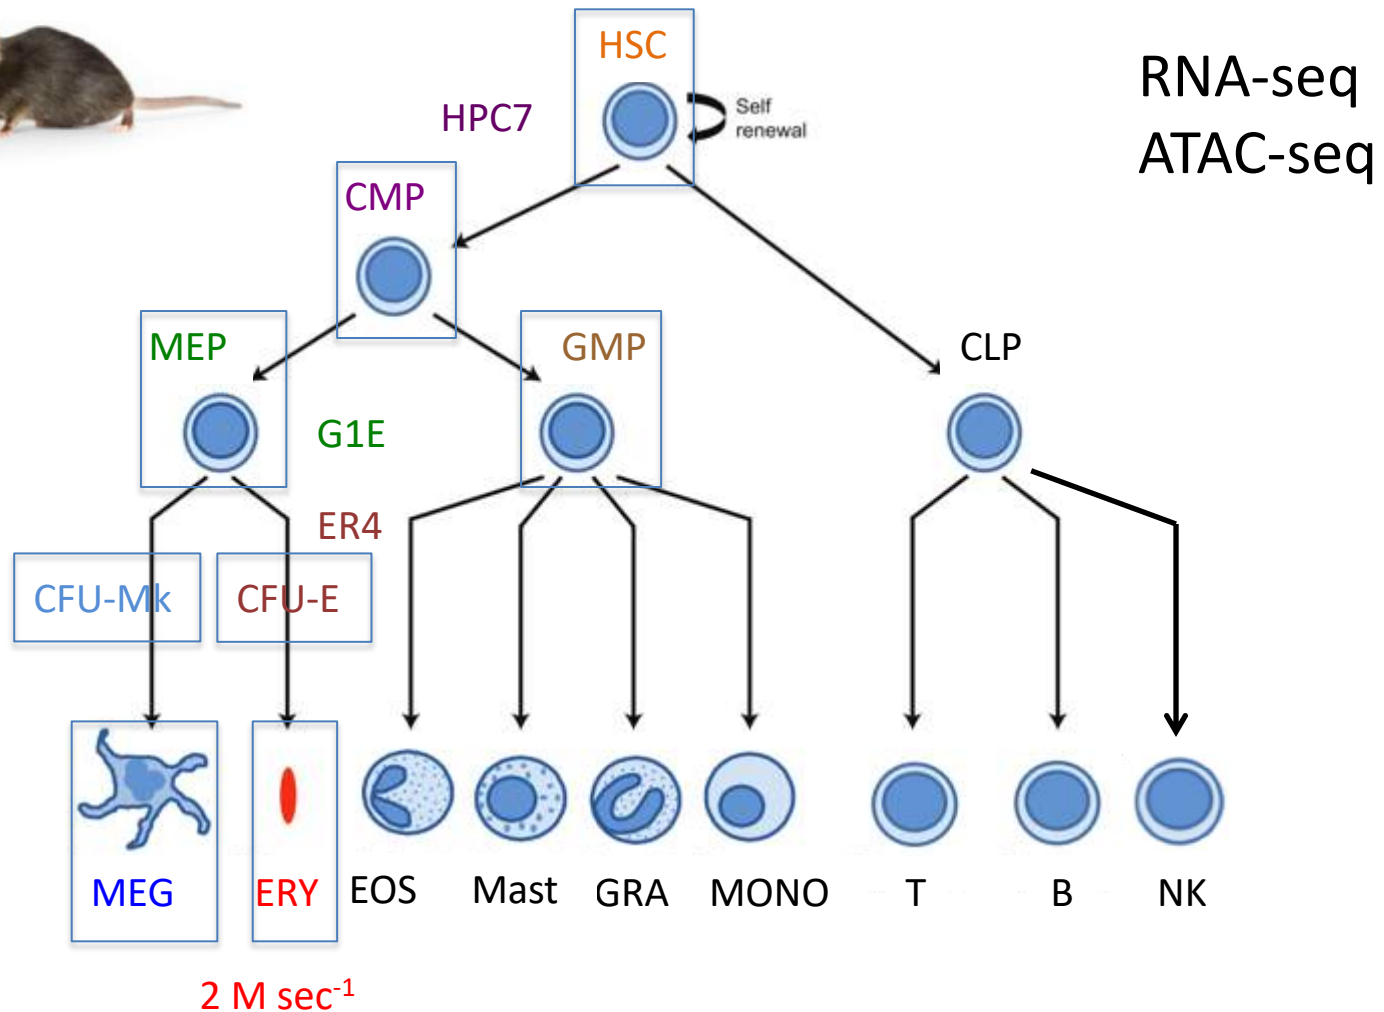 HSC
RNA-seq
ATAC-seq
HPC7
Self
renewal
CMP
MEP
GMP
CLP
G1E
ER4
CFU-Mk
CFU-E
MEG
ERY
EOS
Mast
GRA
MONO
T
B
NK
2 M sec⁻¹